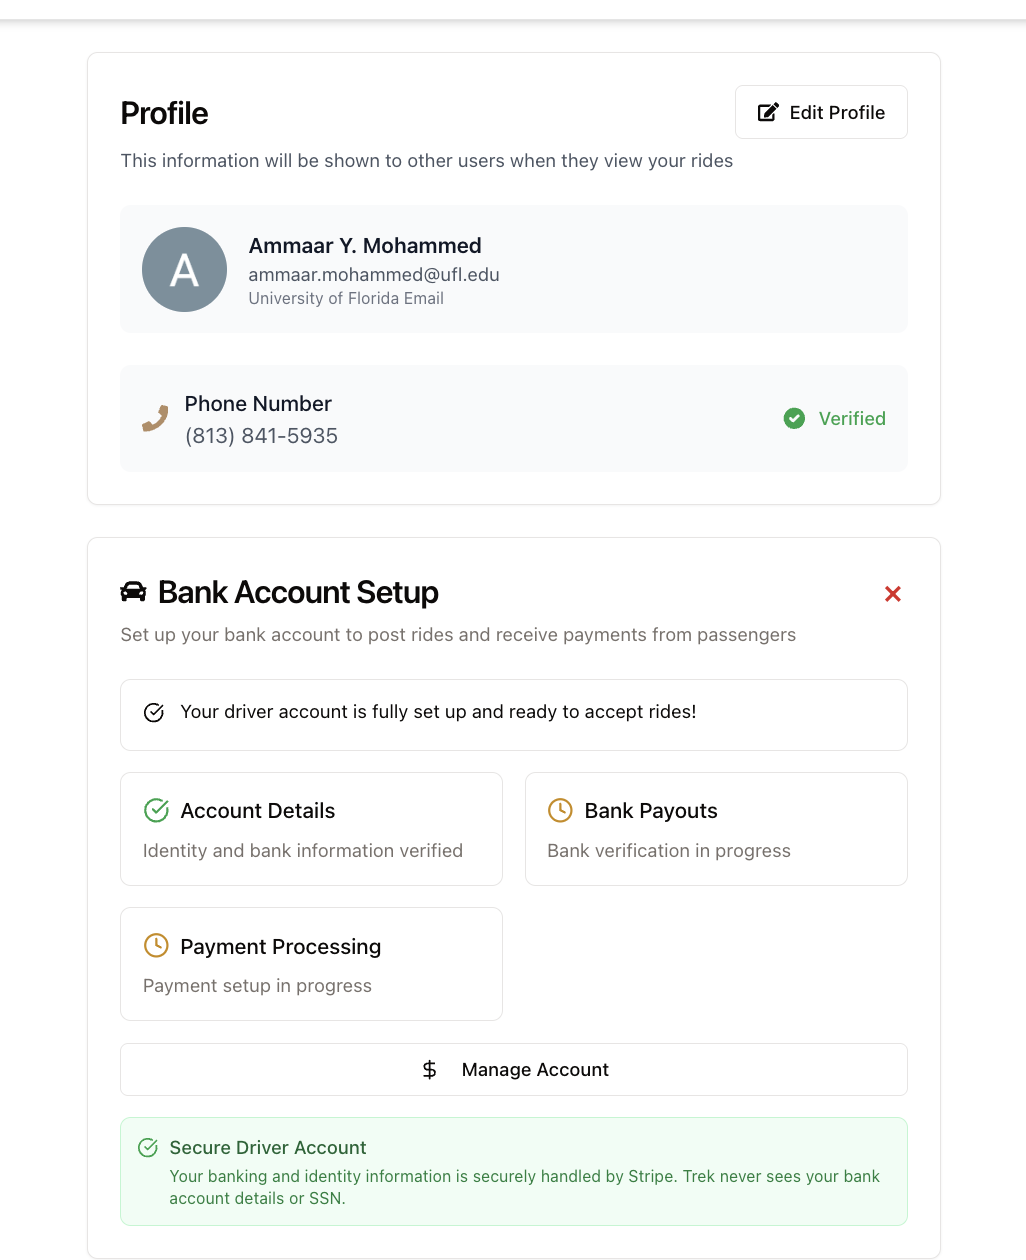 Profile
Edit Profile
This information will be shown to other users when they view your rides
A
Ammaar Y. Mohammed
ammaar.mohammed@ufl.edu
University of Florida Email
Phone Number
(813) 841-5935
Verified
Bank Account Setup
Set up your bank account to post rides and receive payments from passengers
Your driver account is fully set up and ready to accept rides!
Account Details
Identity and bank information verified
Bank Payouts
Bank verification in progress
Payment Processing
Payment setup in progress
$ Manage Account
Secure Driver Account
Your banking and identity information is securely handled by Stripe. Trek never sees your bank
account details or SSN.